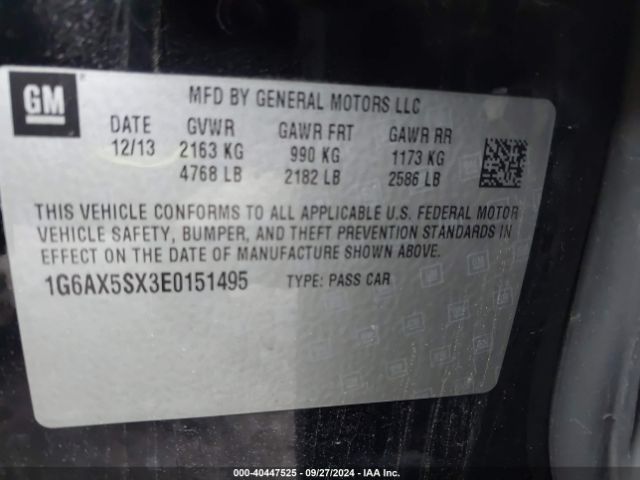 GM
MFD BY GENERAL MOTORS LLC
DATE GVWR GAWR FRT GAWR RR
12/13 2163 KG 990 KG 1173 KG
4768 LB 2182 LB 2586 LB
THIS VEHICLE CONFORMS TO ALL APPLICABLE U.S. FEDERAL MOTOR
VEHICLE SAFETY, BUMPER, AND THEFT PREVENTION STANDARDS IN
EFFECT ON THE DATE OF MANUFACTURE SHOWN ABOVE.
1G6AX5SX3E0151495 TYPE: PASS CAR
000-40447525 - 09/27/2024 - IAA Inc.